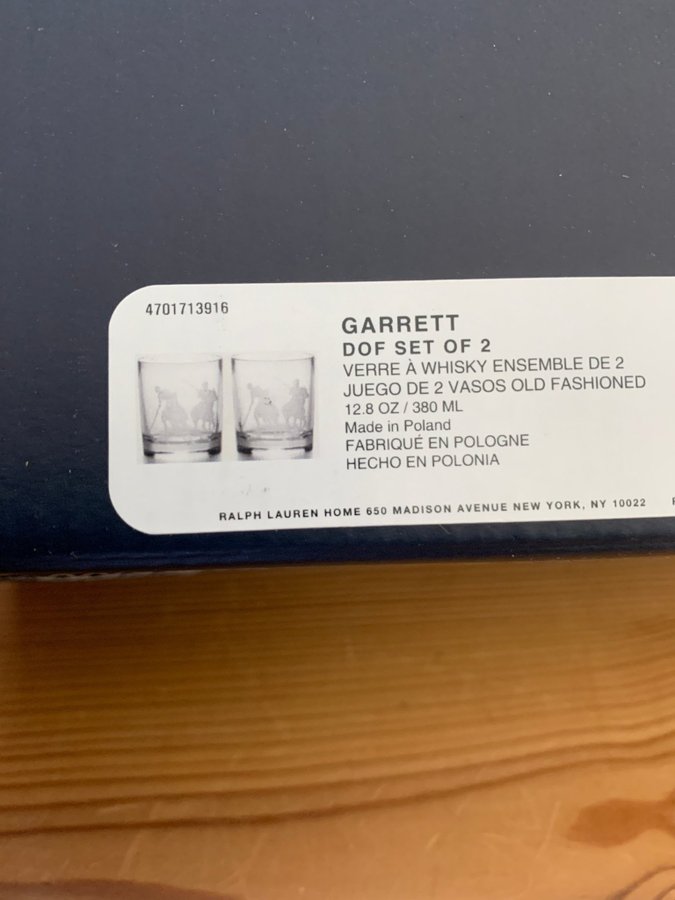 4701713916
GARRETT
DOF SET OF 2
VERRE À WHISKY ENSEMBLE DE 2
JUEGO DE 2 VASOS OLD FASHIONED
12.8 OZ / 380 ML
Made in Poland
FABRIQUÉ EN POLOGNE
HECHO EN POLONIA
RALPH LAUREN HOME 650 MADISON AVENUE NEW YORK, NY 10022